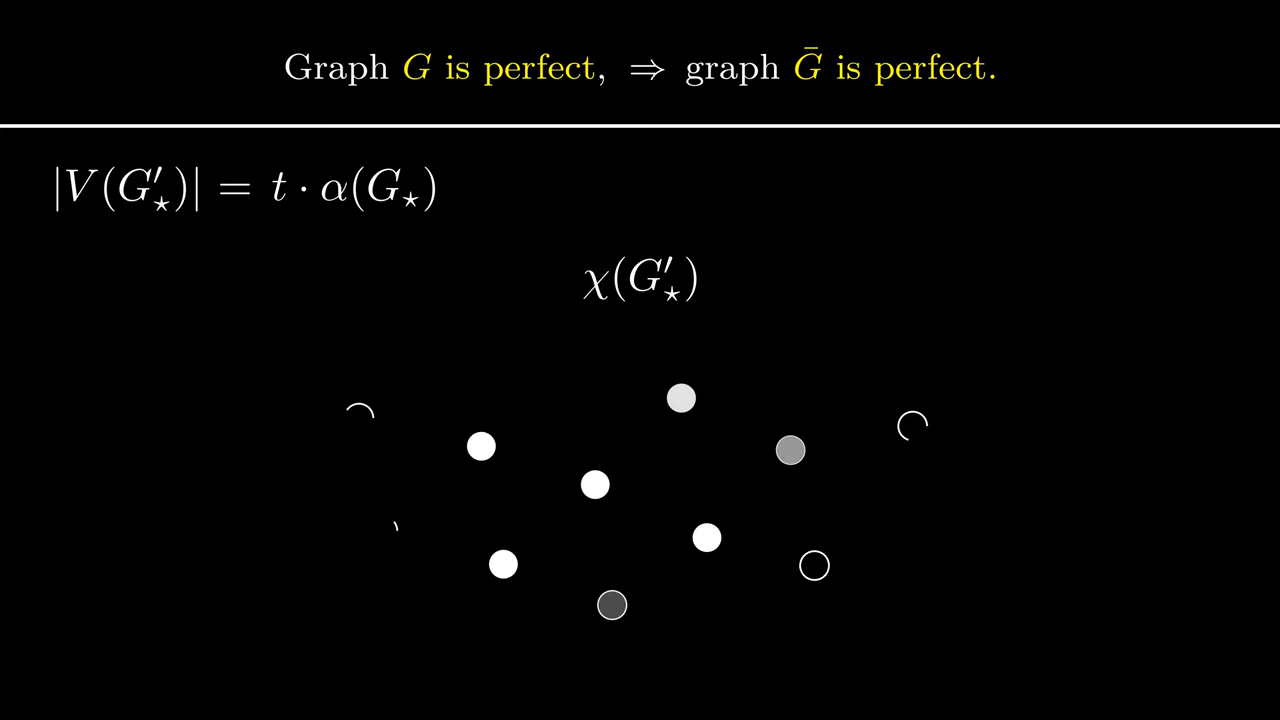 Graph G is perfect, ⇒ graph Ḡ is perfect.
|V(G′⋆)| = t · α(G⋆)
χ(G′⋆)